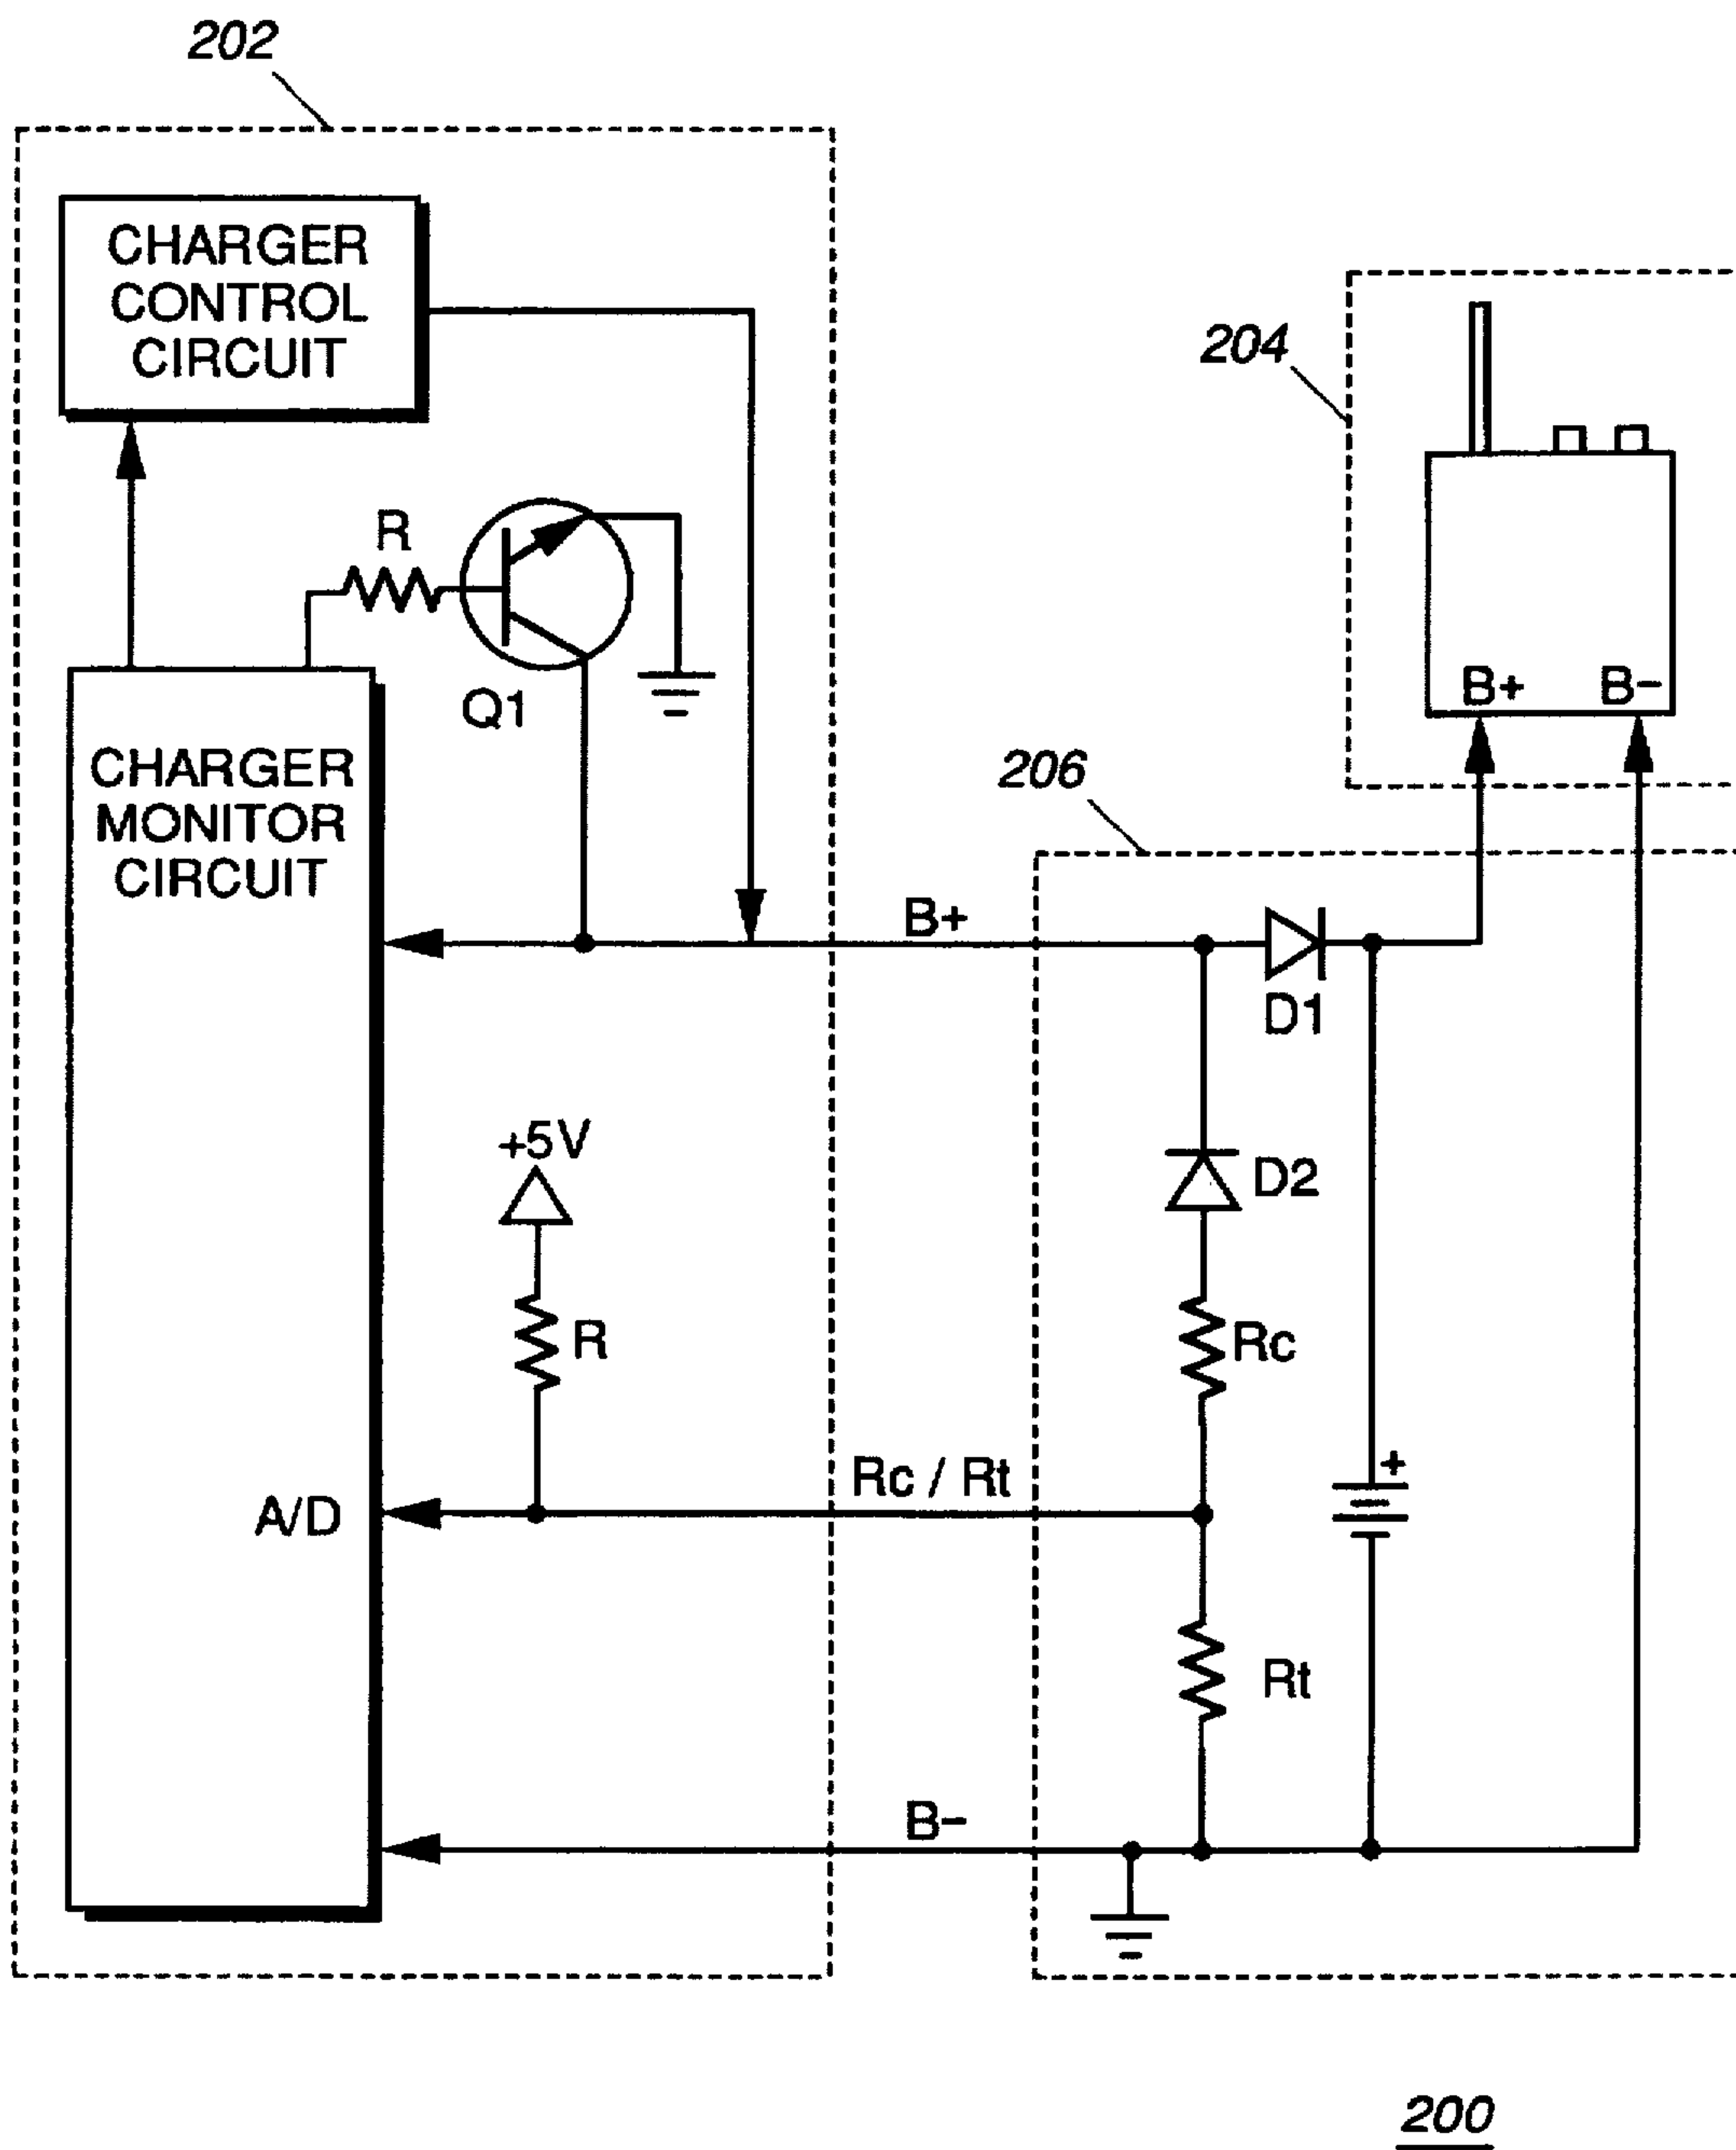 202
CHARGER
CONTROL
CIRCUIT
204
R
Q1
B+ B-
CHARGER
MONITOR
CIRCUIT
206
B+
D1
+5V
D2
R
Rc
Rc / Rt
+
A/D
Rt
B-
200